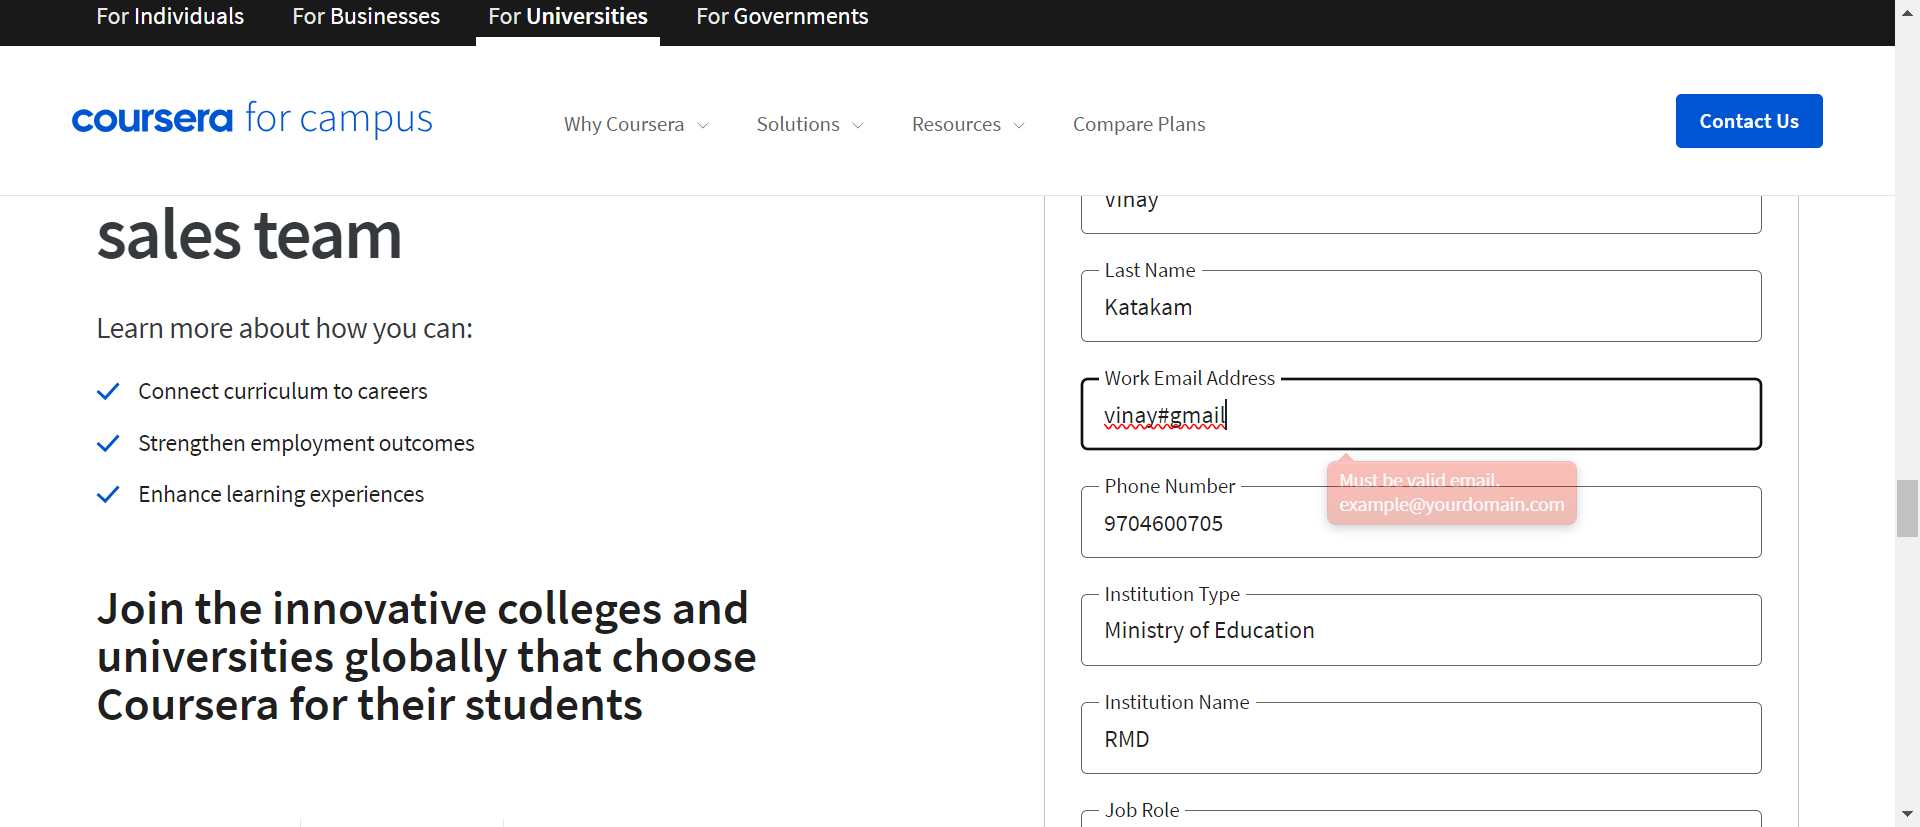 For Individuals
For Businesses
For Universities
For Governments
coursera for campus
Why Coursera
Solutions
Resources
Compare Plans
Contact Us
sales team
Learn more about how you can:
Connect curriculum to careers
Strengthen employment outcomes
Enhance learning experiences
Join the innovative colleges and
universities globally that choose
Coursera for their students
Vinay
Last Name
Katakam
Work Email Address
vinay#gmail
Must be valid email.
example@yourdomain.com
Phone Number
9704600705
Institution Type
Ministry of Education
Institution Name
RMD
Job Role